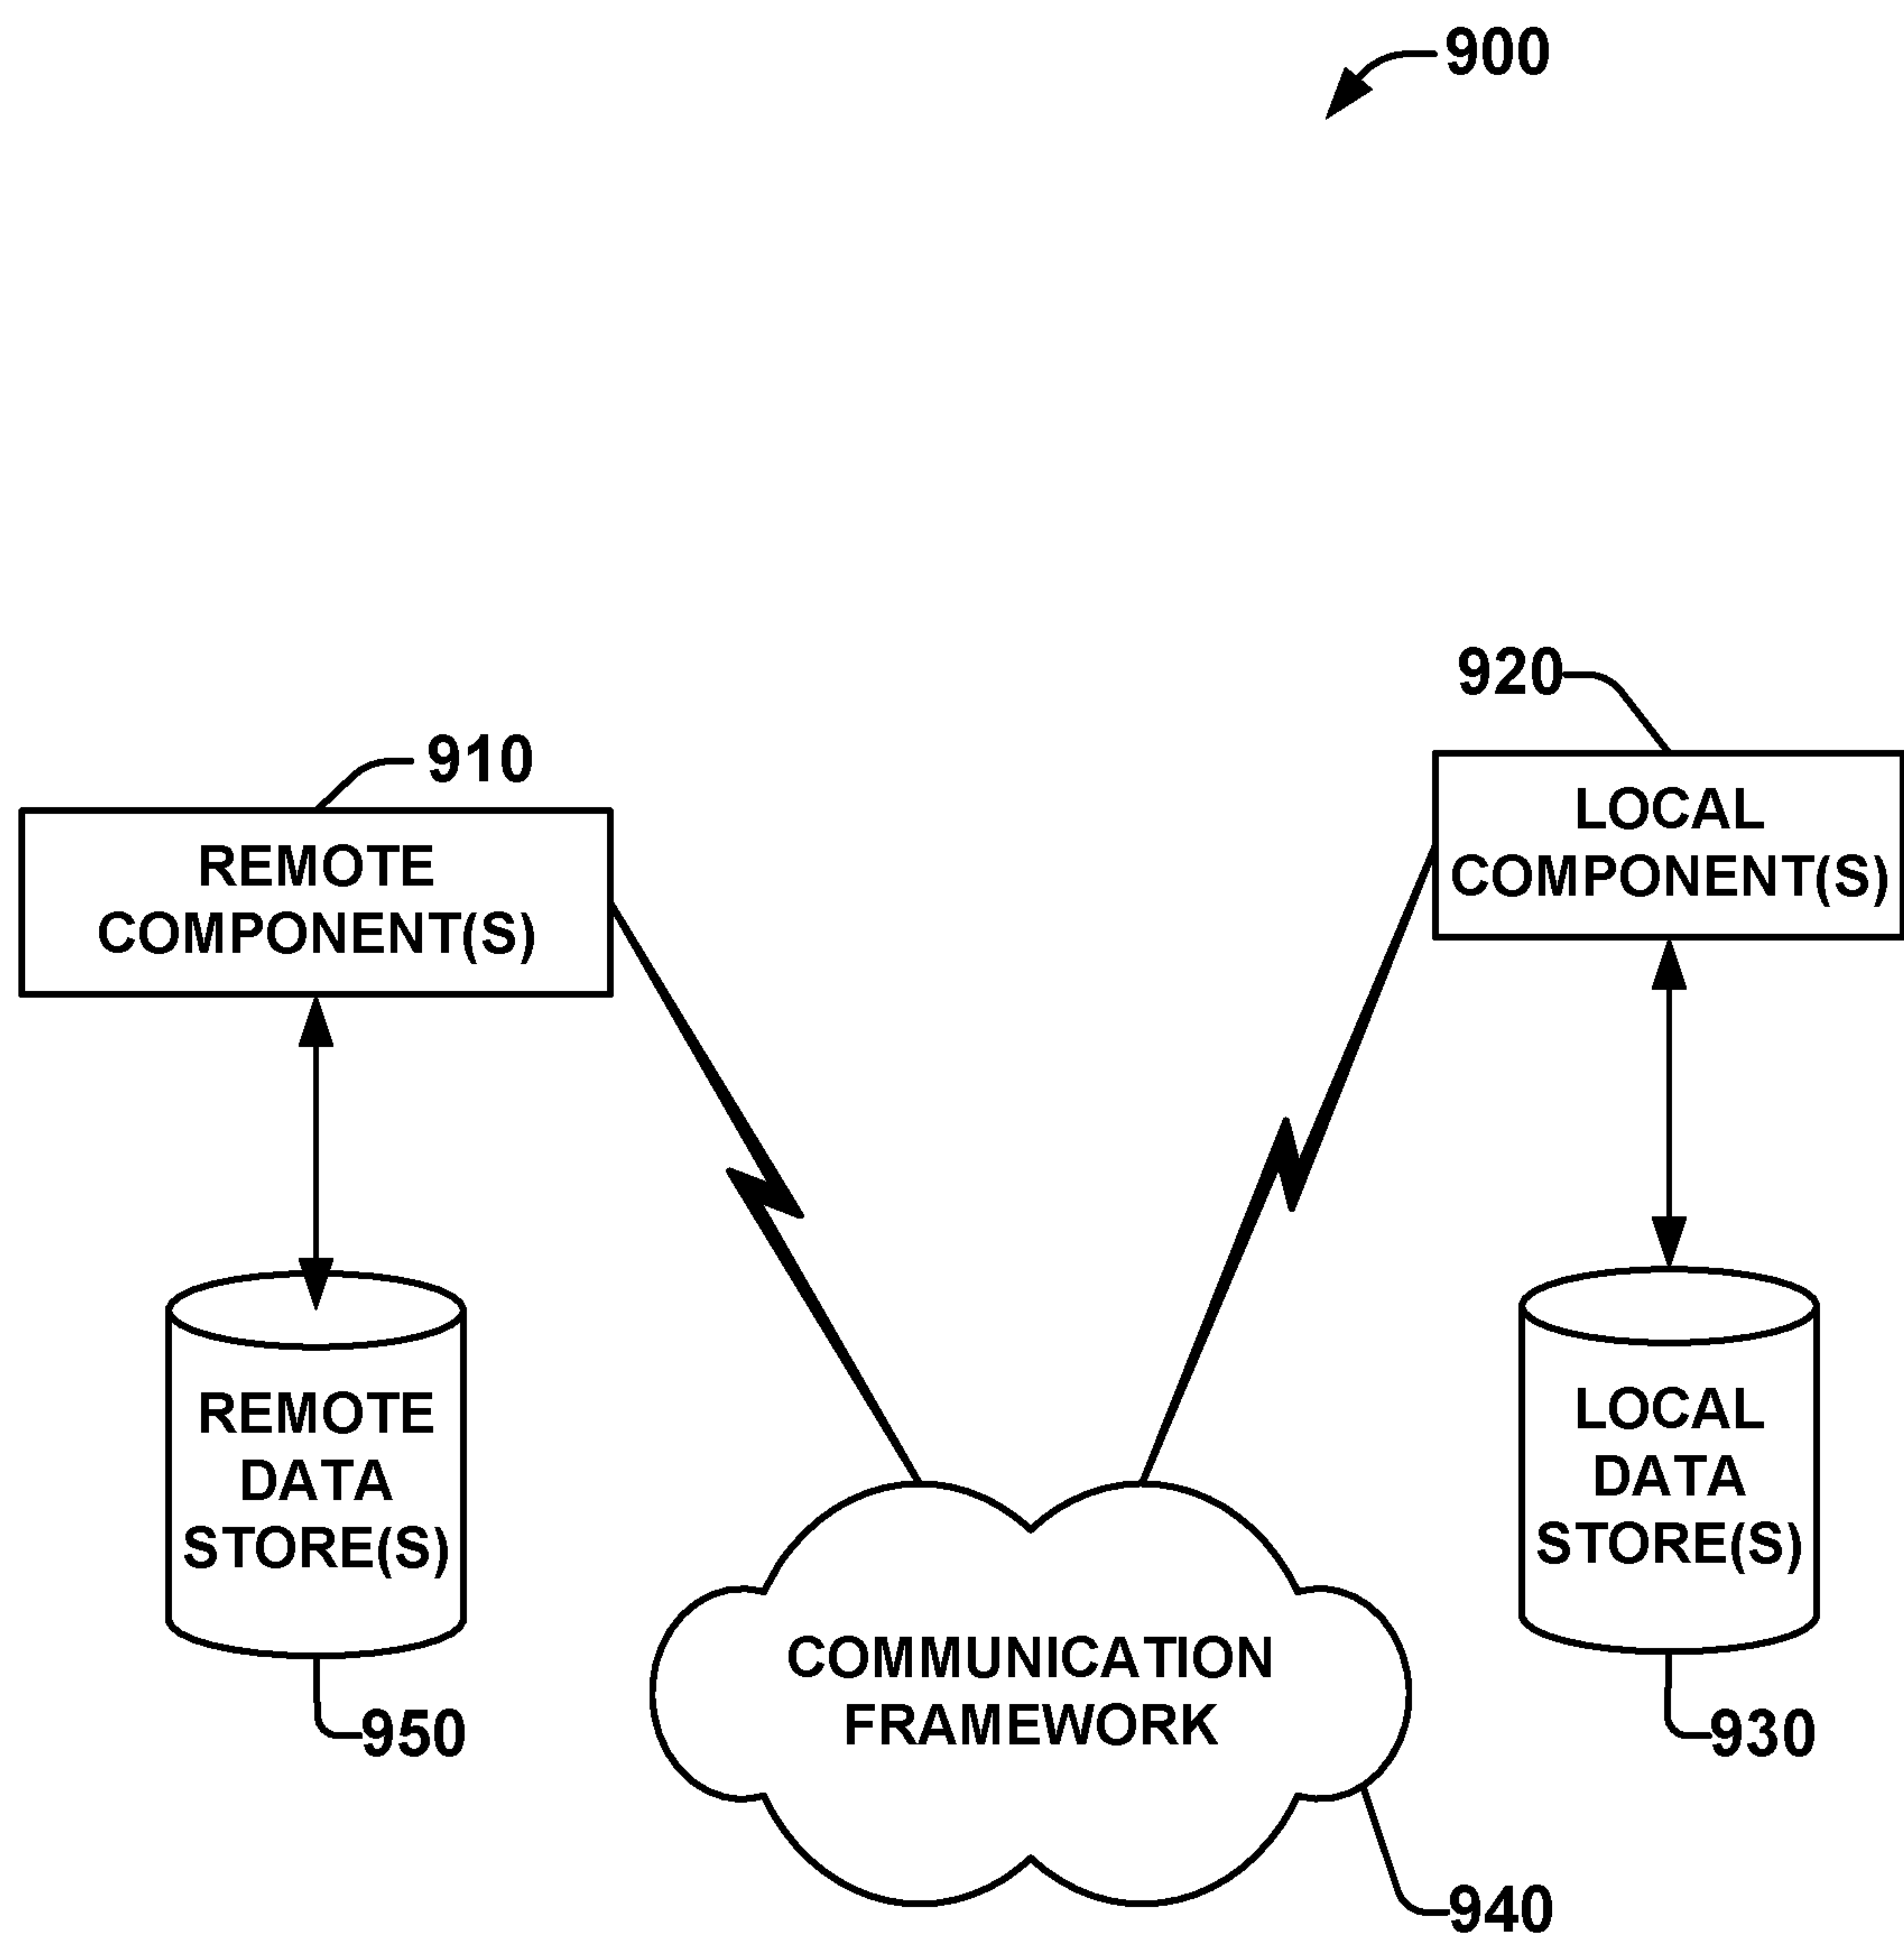 900
920
910
LOCAL
COMPONENT(S)
REMOTE
COMPONENT(S)
REMOTE
DATA
STORE(S)
LOCAL
DATA
STORE(S)
COMMUNICATION
FRAMEWORK
950
930
940